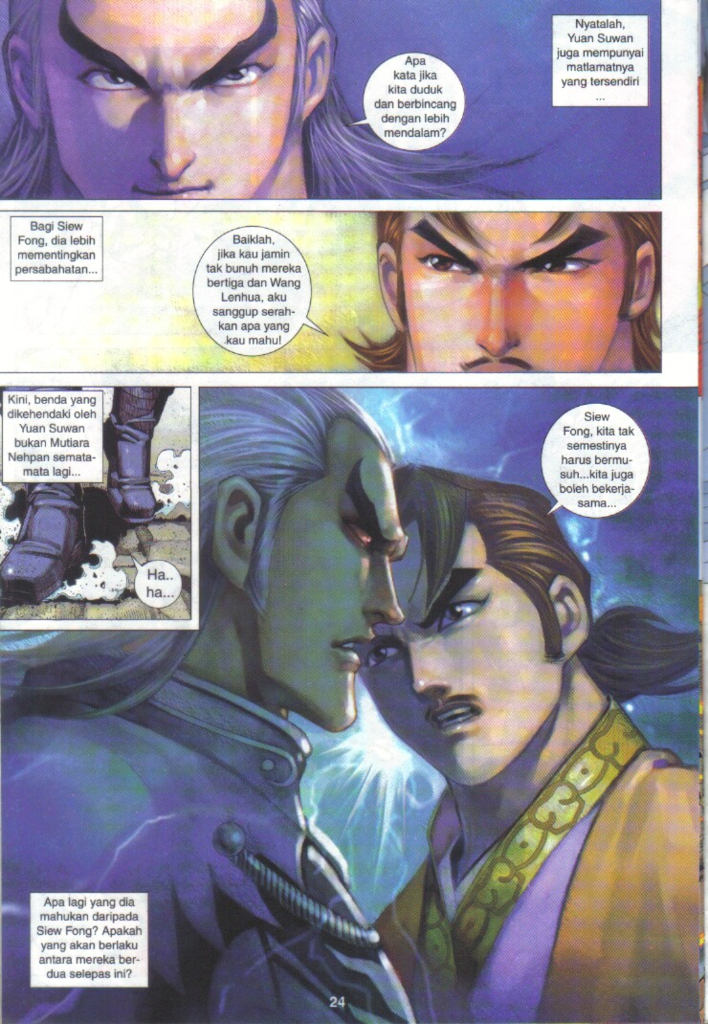 Nyatalah,
Yuan Suwan
juga mempunyai
matlamatnya
yang tersendiri
...
Apa
kata jika
kita duduk
dan berbincang
dengan lebih
mendalam?
Bagi Siew
Fong, dia lebih
mementingkan
persabahatan...
Baiklah,
jika kau jamin
tak bunuh mereka
bertiga dan Wang
Lenhua, aku
sanggup serah-
kan apa yang
kau mahu!
Kini, benda yang
dikehendaki oleh
Yuan Suwan
bukan Mutiara
Nehpan semata-
mata lagi...
Ha..
ha...
Siew
Fong, kita tak
semestinya
harus bermu-
suh...kita juga
boleh bekerja-
sama...
Apa lagi yang dia
mahukan daripada
Siew Fong? Apakah
yang akan berlaku
antara mereka ber-
dua selepas ini?
24